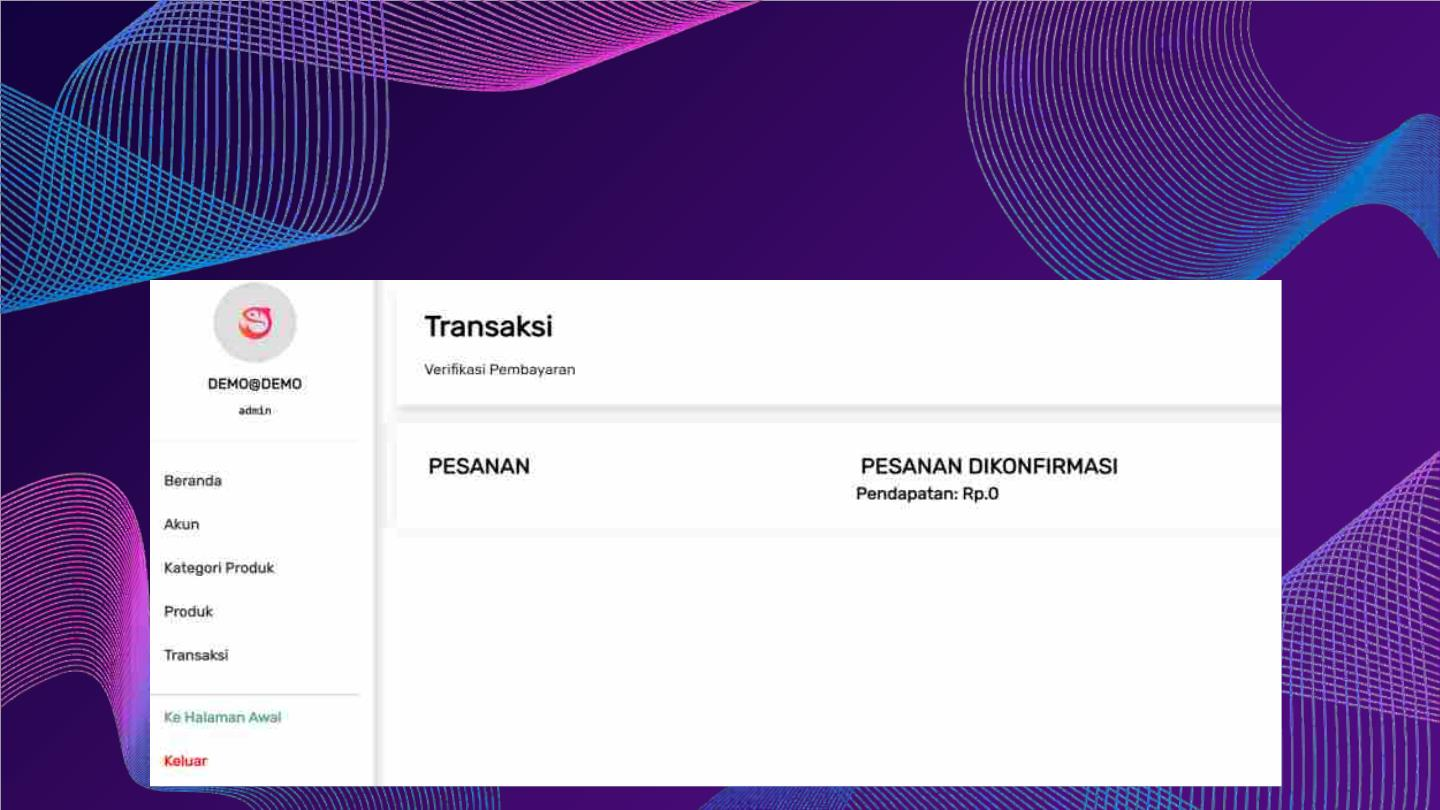 DEMO@DEMO
admin
Beranda
Akun
Kategori Produk
Produk
Transaksi
Ke Halaman Awal
Keluar
Transaksi
Verifikasi Pembayaran
PESANAN
PESANAN DIKONFIRMASI
Pendapatan: Rp.0